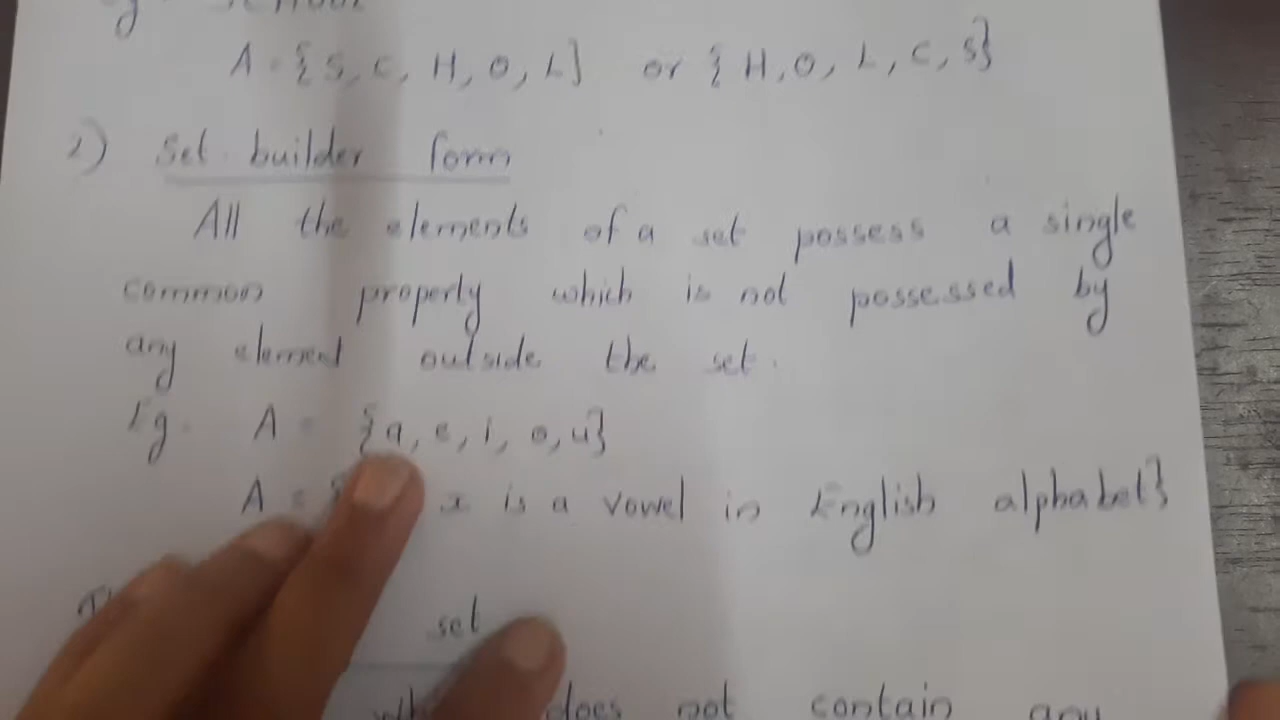 A = {S, C, H, O, L} or {H, O, L, C, S}
2) Set builder form
All the elements of a set possess a single
common property which is not possessed by
any element outside the set.
Eg. A = {a, e, i, o, u}
A = { x is a vowel in English alphabet}
set
does not contain any